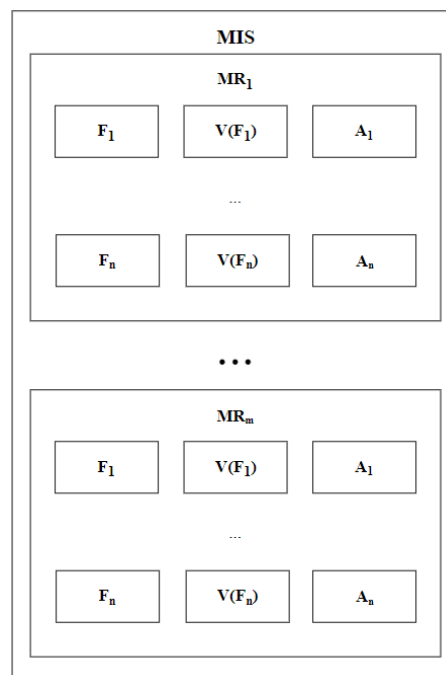 MIS
MR₁
F₁ V(F₁) A₁
...
Fₙ V(Fₙ) Aₙ
...
MRₘ
F₁ V(F₁) A₁
...
Fₙ V(Fₙ) Aₙ